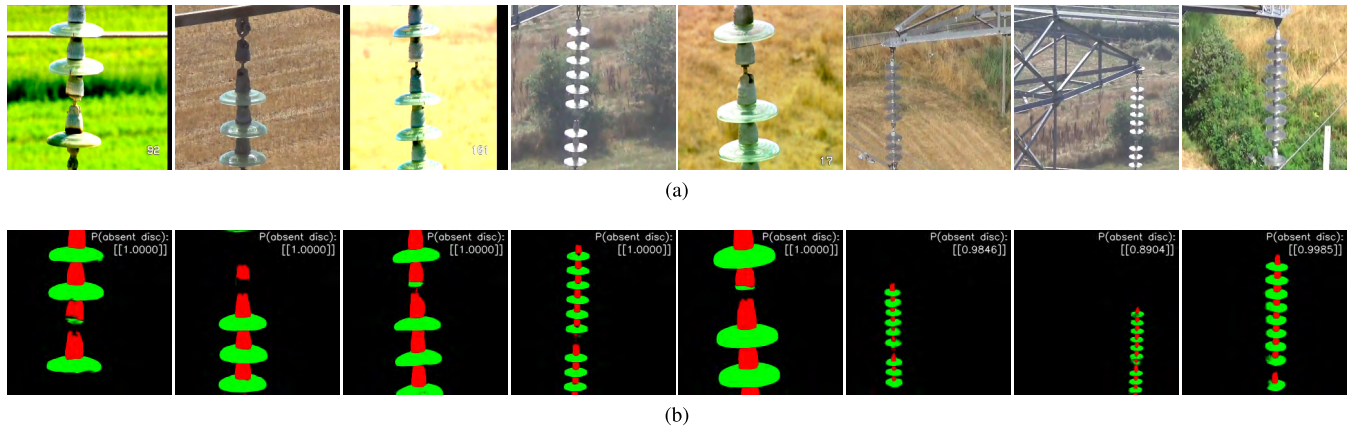 92
181
17
(a)
P(absent disc):
[[1.0000]]
P(absent disc):
[[1.0000]]
P(absent disc):
[[1.0000]]
P(absent disc):
[[1.0000]]
P(absent disc):
[[1.0000]]
P(absent disc):
[[0.9846]]
P(absent disc):
[[0.8904]]
P(absent disc):
[[0.9985]]
(b)